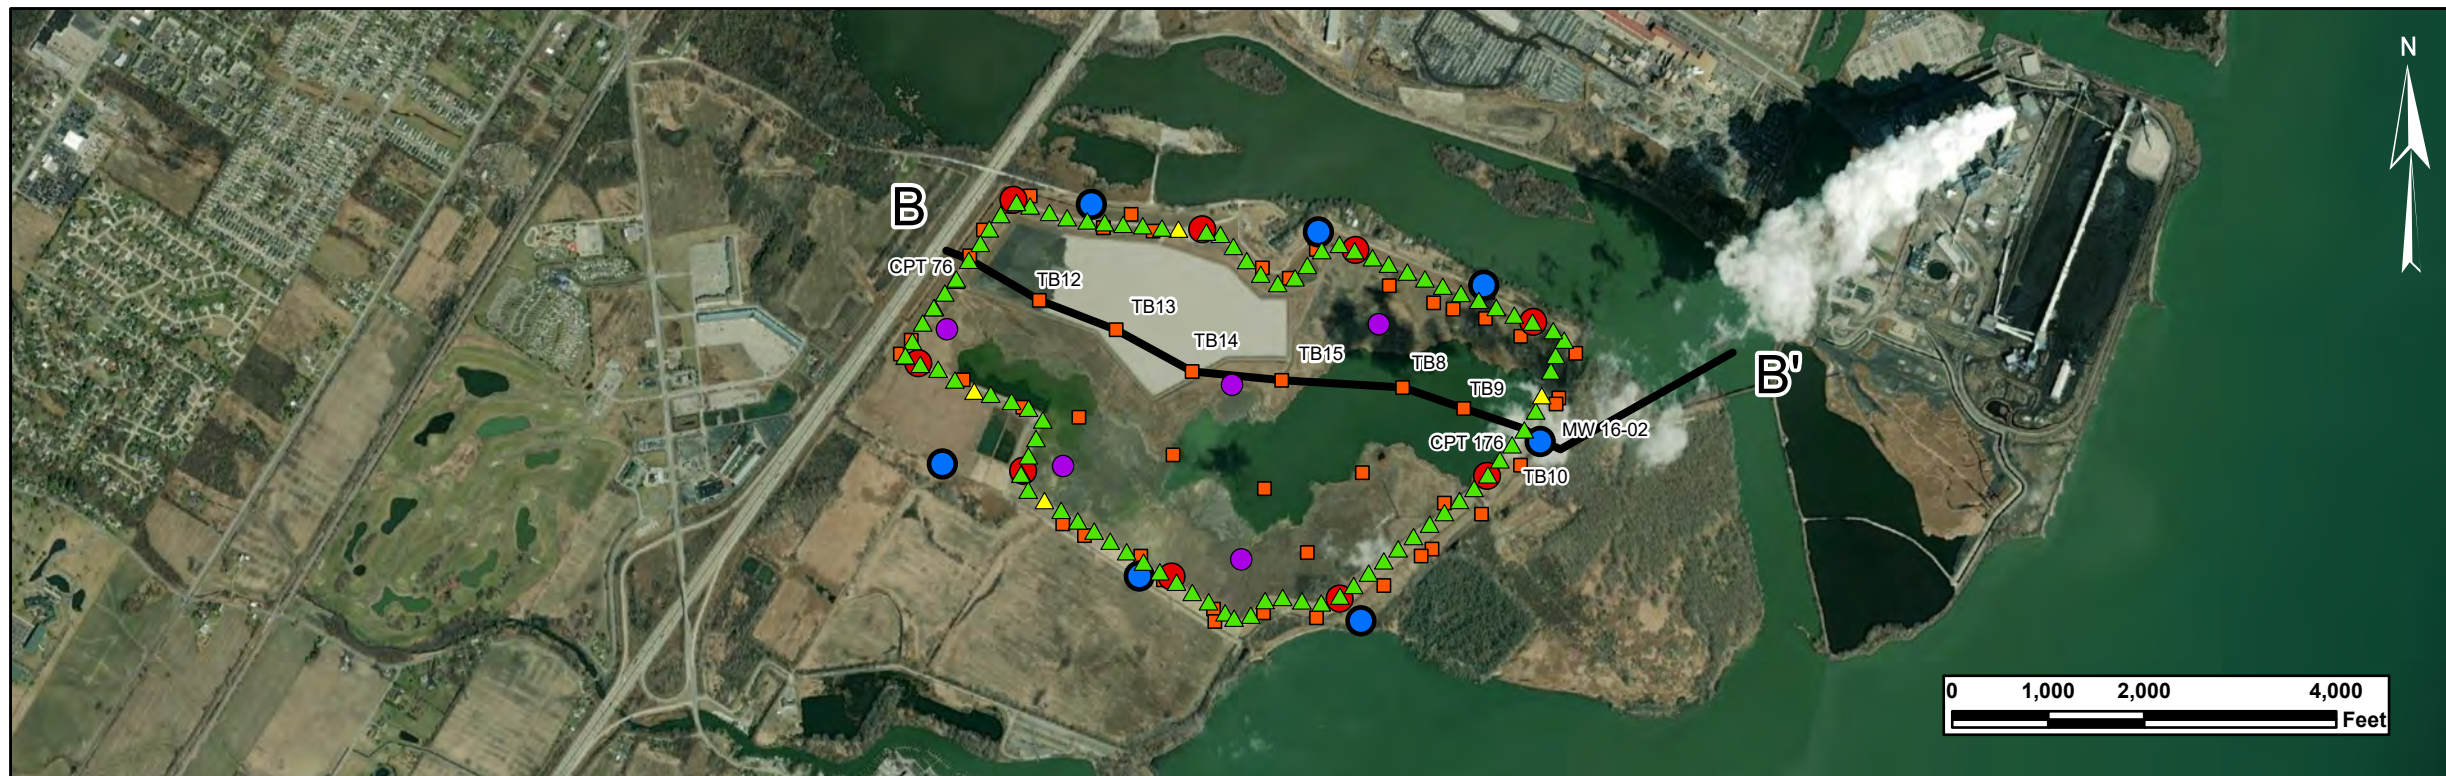 N
B
CPT 76
TB12
TB13
TB14
TB15
TB8
TB9
B'
CPT 176
MW 16-02
TB10
0 1,000 2,000 4,000
Feet